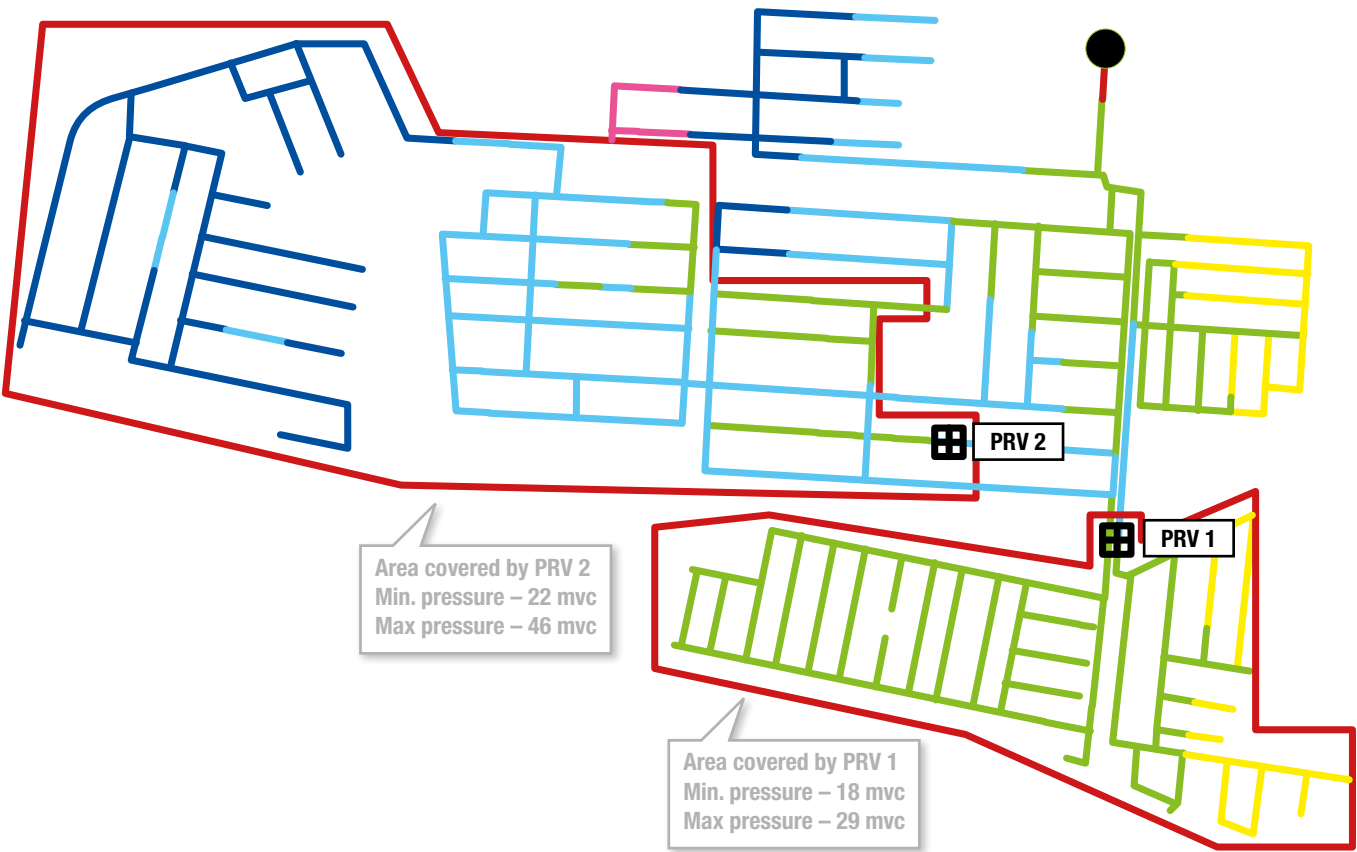 PRV 2
PRV 1
Area covered by PRV 2
Min. pressure – 22 mvc
Max pressure – 46 mvc
Area covered by PRV 1
Min. pressure – 18 mvc
Max pressure – 29 mvc